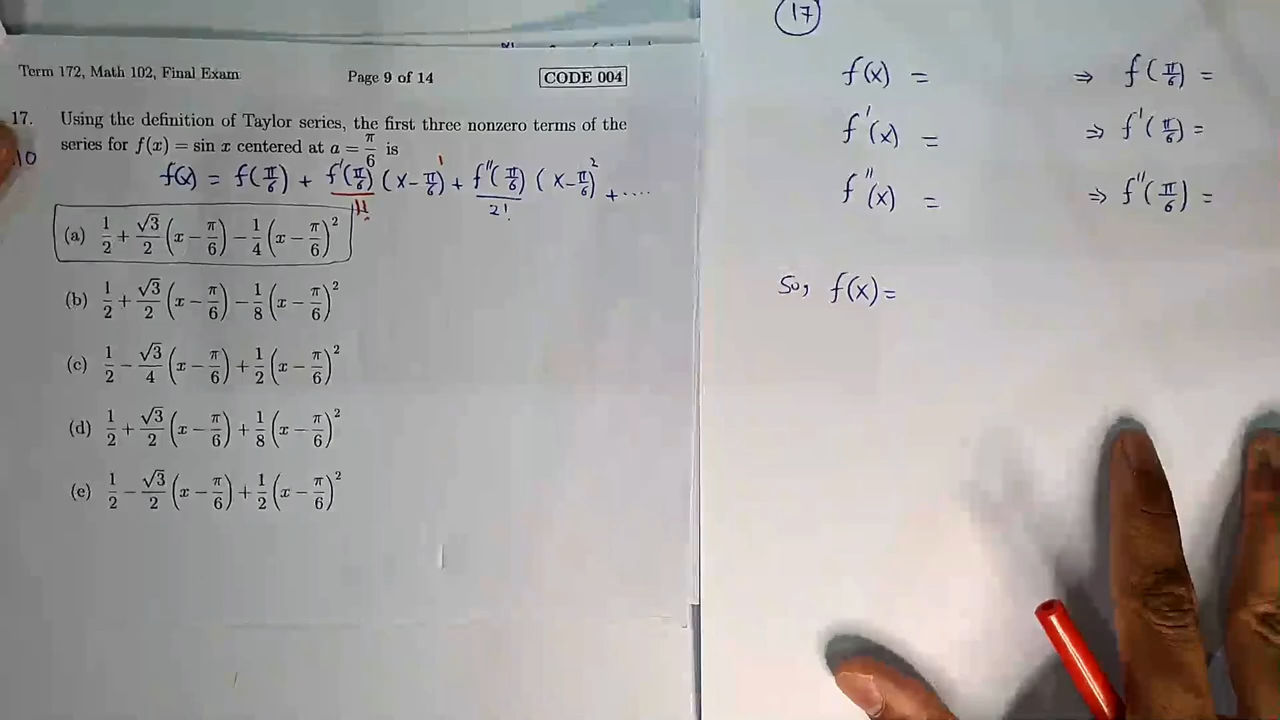 Term 172, Math 102, Final Exam Page 9 of 14 CODE 004
17. Using the definition of Taylor series, the first three nonzero terms of the
series for f(x) = sin x centered at a = π/6 is
10
f(x) = f(π/6) + f'(π/6)/1! (x-π/6)^1 + f''(π/6)/2! (x-π/6)^2 + ....
(a) 1/2 + √3/2 (x − π/6) − 1/4 (x − π/6)^2
(b) 1/2 + √3/2 (x − π/6) − 1/8 (x − π/6)^2
(c) 1/2 − √3/4 (x − π/6) + 1/2 (x − π/6)^2
(d) 1/2 + √3/2 (x − π/6) + 1/8 (x − π/6)^2
(e) 1/2 − √3/2 (x − π/6) + 1/2 (x − π/6)^2
17
f(x) = ⇒ f(π/6) =
f'(x) = ⇒ f'(π/6) =
f''(x) = ⇒ f''(π/6) =
So, f(x) =